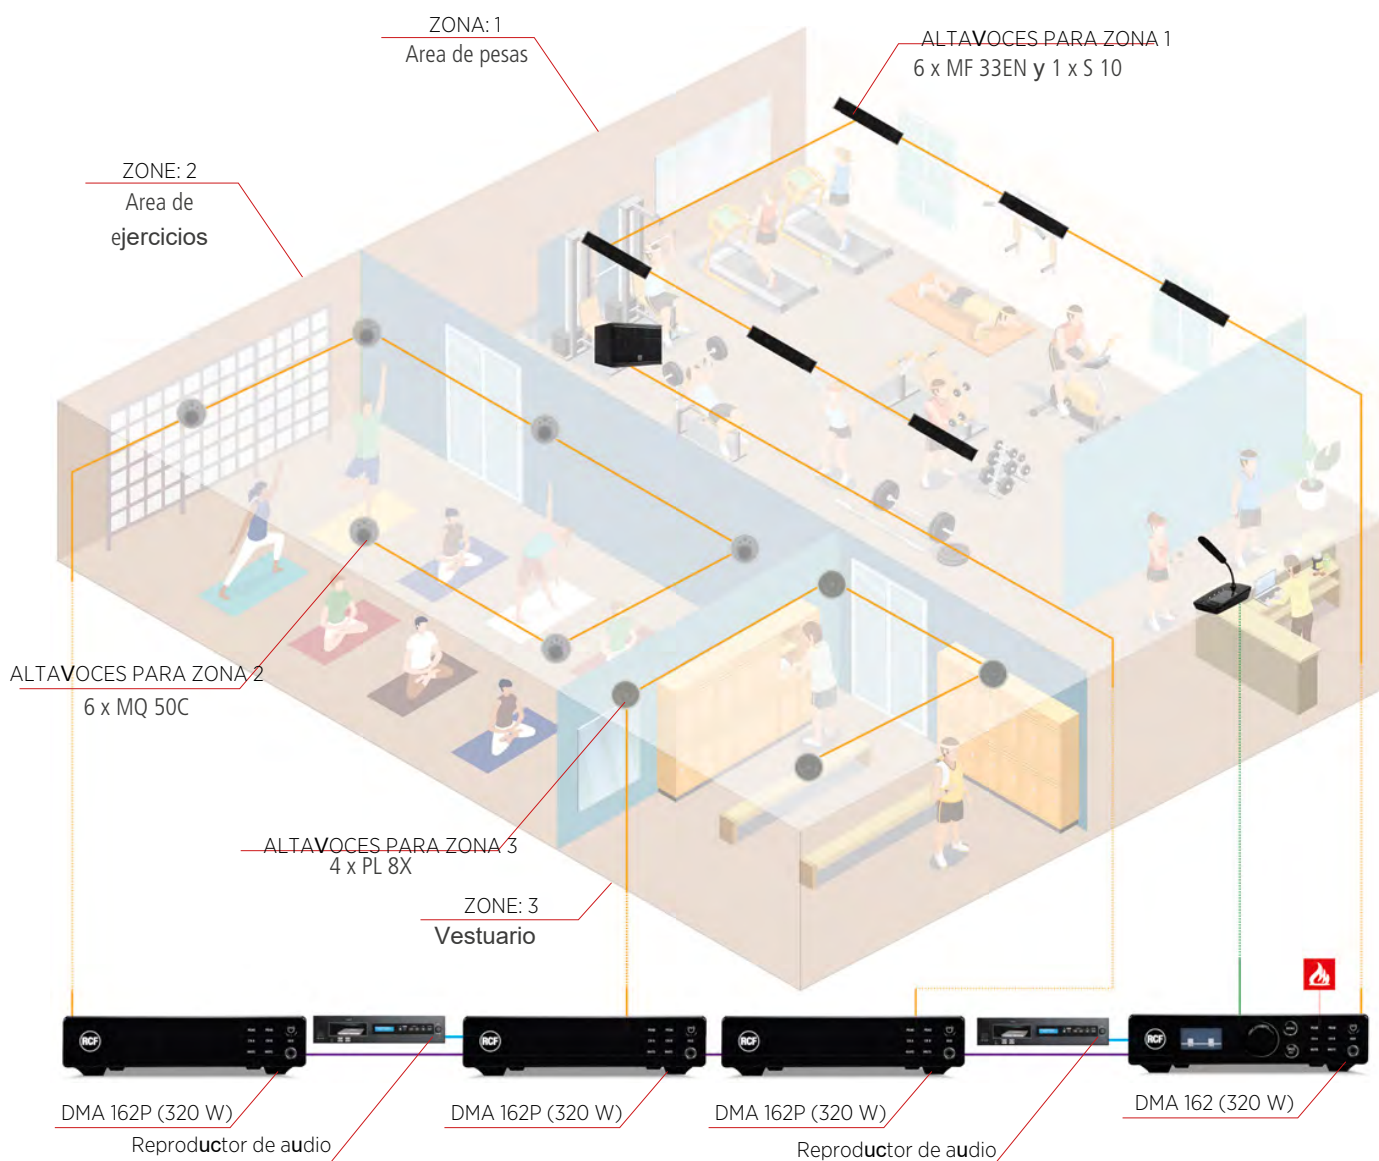 ZONA: 1
Area de pesas
ALTAVOCES PARA ZONA 1
6 x MF 33EN y 1 x S 10
ZONE: 2
Area de
ejercicios
ALTAVOCES PARA ZONA 2
6 x MQ 50C
ALTAVOCES PARA ZONA 3
4 x PL 8X
ZONE: 3
Vestuario
RCF
RCF
RCF
RCF
DMA 162P (320 W)
DMA 162P (320 W)
DMA 162P (320 W)
DMA 162 (320 W)
Reproductor de audio
Reproductor de audio